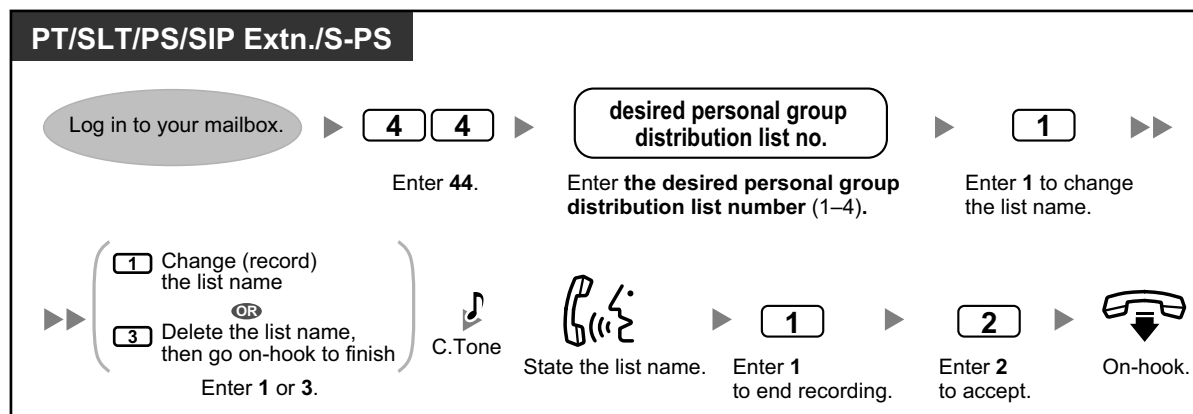 PT/SLT/PS/SIP Extn./S-PS
Log in to your mailbox.
4 4
desired personal group
distribution list no.
1
Enter 44.
Enter the desired personal group
distribution list number (1–4).
Enter 1 to change
the list name.
1 Change (record)
the list name
OR
3 Delete the list name,
then go on-hook to finish
Enter 1 or 3.
C.Tone
State the list name.
1
Enter 1
to end recording.
2
Enter 2
to accept.
On-hook.